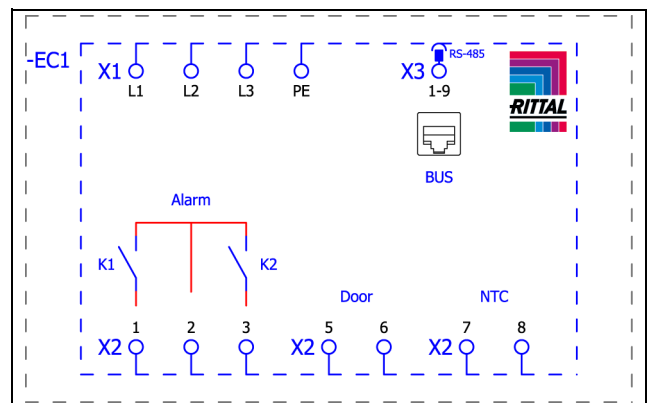 -EC1
X1
L1
L2
L3
PE
X3
RS-485
1-9
RITTAL
BUS
Alarm
K1
K2
Door
NTC
X2
1
2
3
X2
5
6
X2
7
8